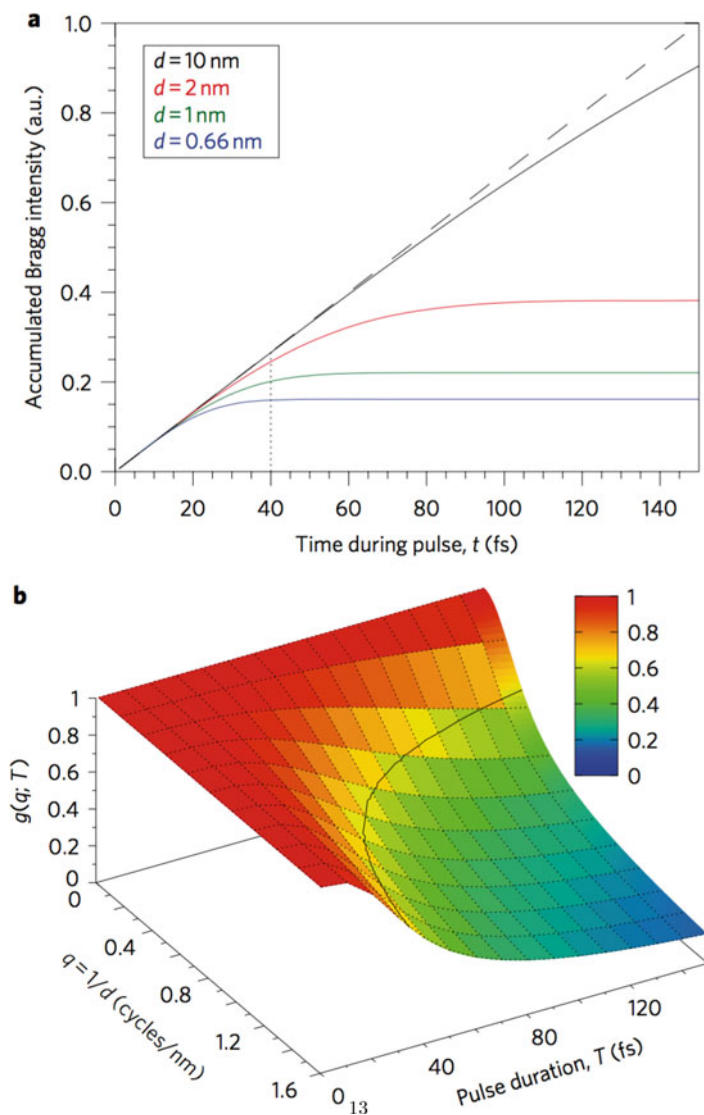 a
1.0
0.8
0.6
0.4
0.2
0.0
Accumulated Bragg intensity (a.u.)
d = 10 nm
d = 2 nm
d = 1 nm
d = 0.66 nm
0 20 40 60 80 100 120 140
Time during pulse, t (fs)
b
1
0.8
0.6
0.4
0.2
0
g(q; T)
1
0.8
0.6
0.4
0.2
0
0
0.4
0.8
1.2
1.6
q = 1/d (cycles/nm)
0 13
40
80
120
Pulse duration, T (fs)